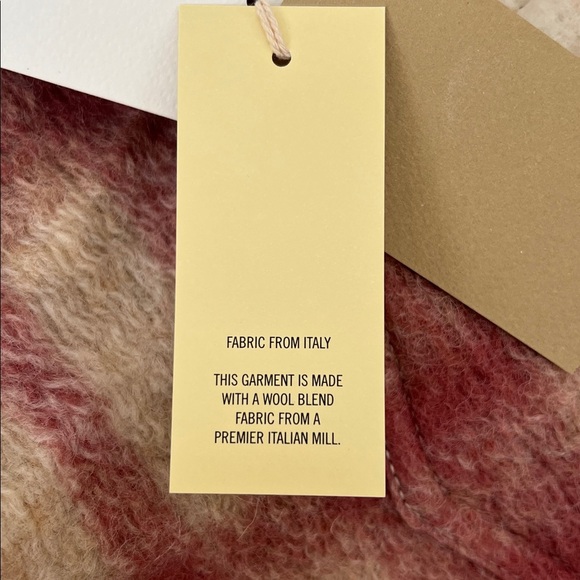 FABRIC FROM ITALY
THIS GARMENT IS MADE
WITH A WOOL BLEND
FABRIC FROM A
PREMIER ITALIAN MILL.